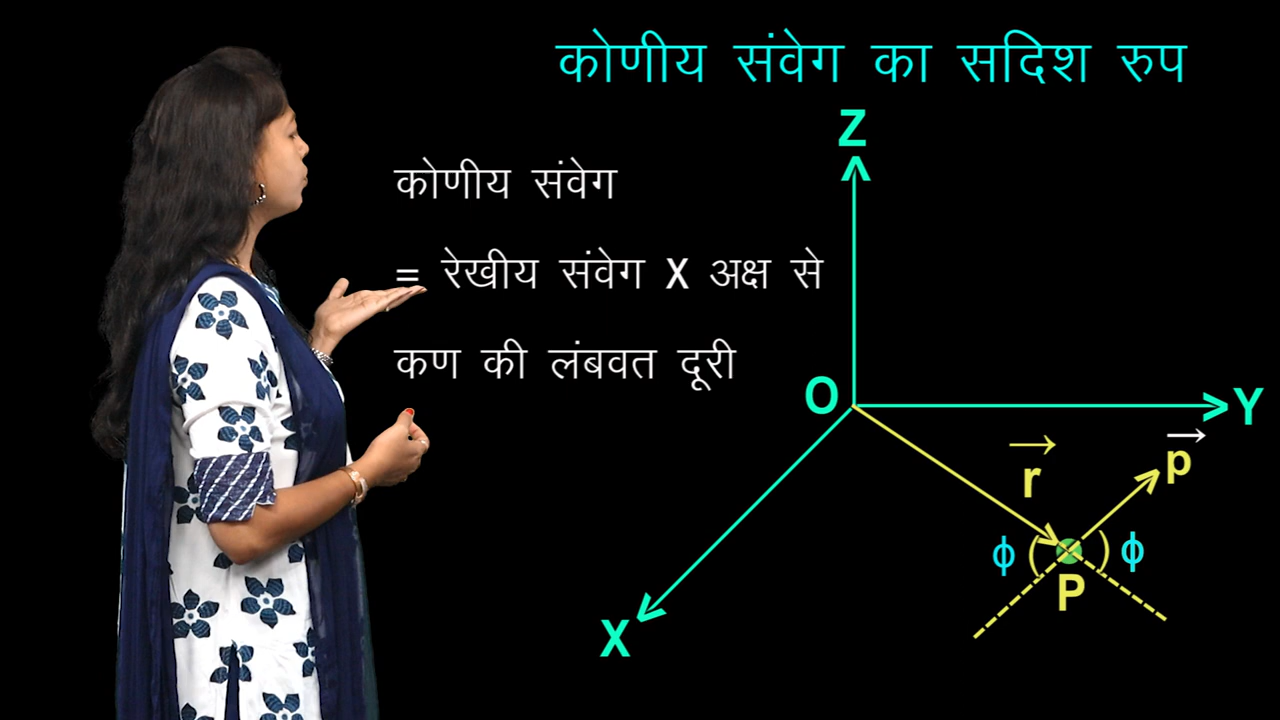 कोणीय संवेग का सदिश रुप
कोणीय संवेग
= रेखीय संवेग X अक्ष से
कण की लंबवत दूरी
Z
O
Y
r
p
ϕ
ϕ
P
X